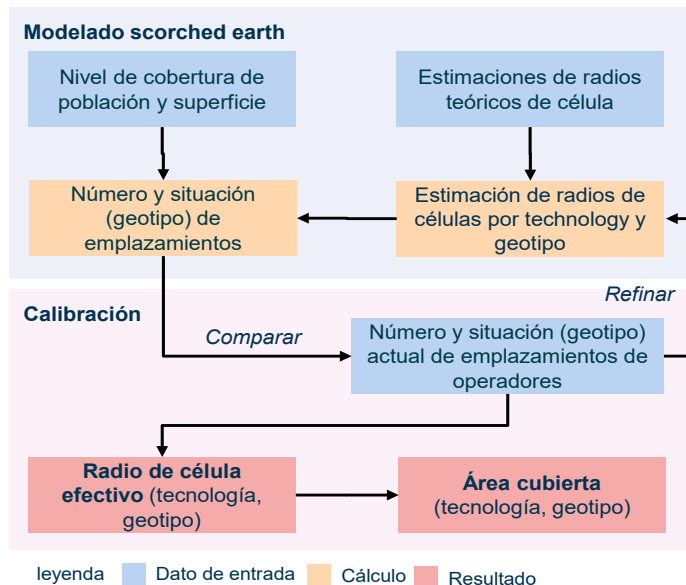 Modelado scorched earth
Nivel de cobertura de
población y superficie
Estimaciones de radios
teóricos de célula
Número y situación
(geotipo) de
emplazamientos
Estimación de radios de
células por technology y
geotipo
Refinar
Calibración
Comparar
Número y situación (geotipo)
actual de emplazamientos de
operadores
Radio de célula
efectivo (tecnología,
geotipo)
Área cubierta
(tecnología, geotipo)
leyenda Dato de entrada Cálculo Resultado